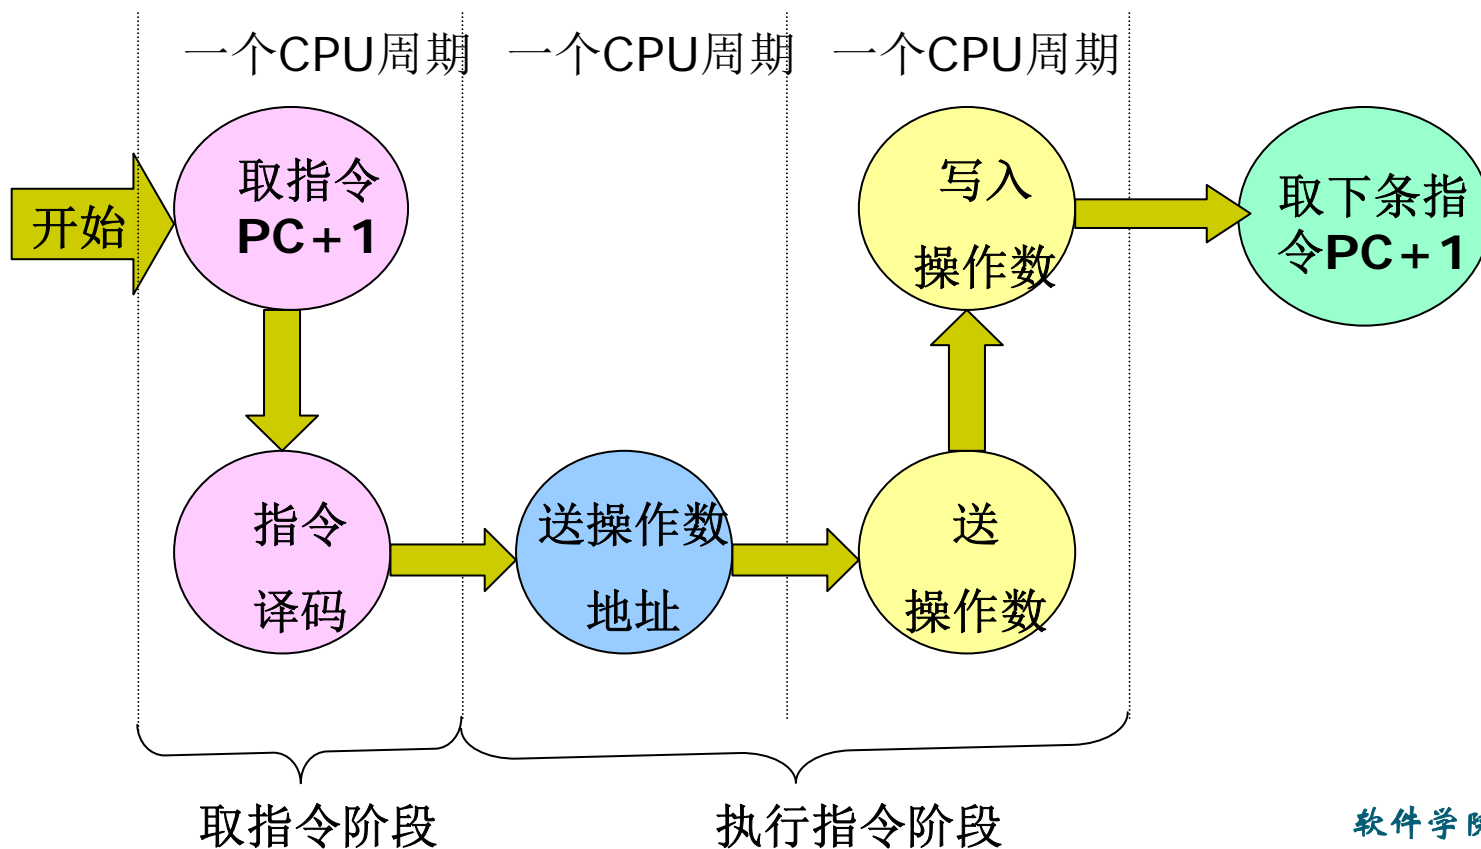 一个CPU周期
一个CPU周期
一个CPU周期
开始
取指令
PC+1
写入
操作数
取下条指
令PC+1
指令
译码
送操作数
地址
送
操作数
取指令阶段
执行指令阶段
软件学院